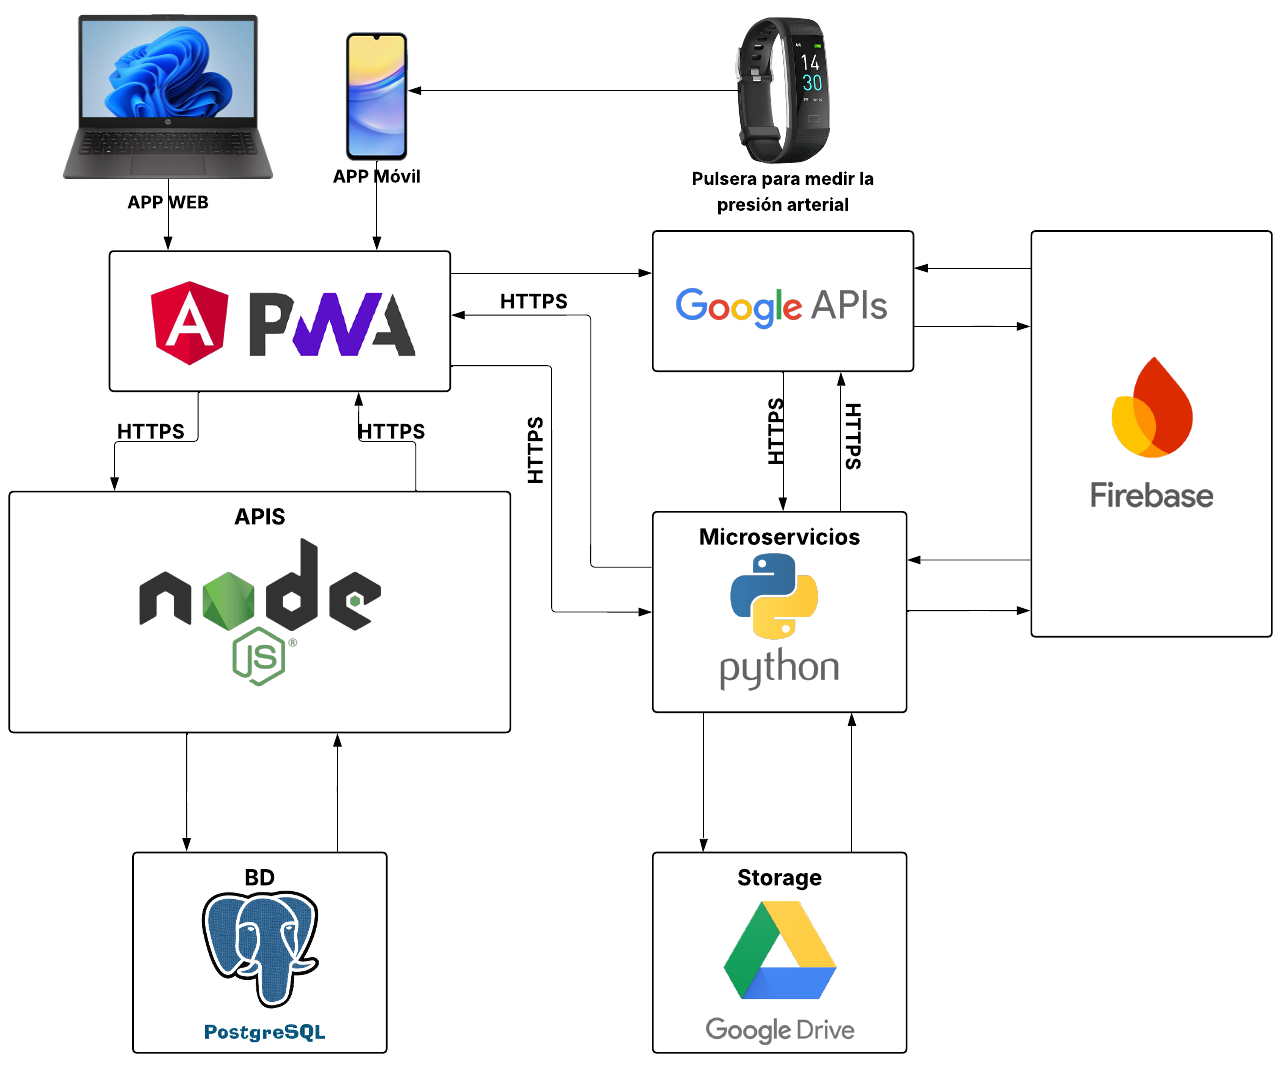 14
30
APP WEB
APP Móvil
Pulsera para medir la
presión arterial
A PWA
Google APIs
HTTPS
HTTPS
HTTPS
HTTPS
HTTPS
HTTPS
Firebase
APIS
node
JS®
Microservicios
python
BD
PostgreSQL
Storage
Google Drive